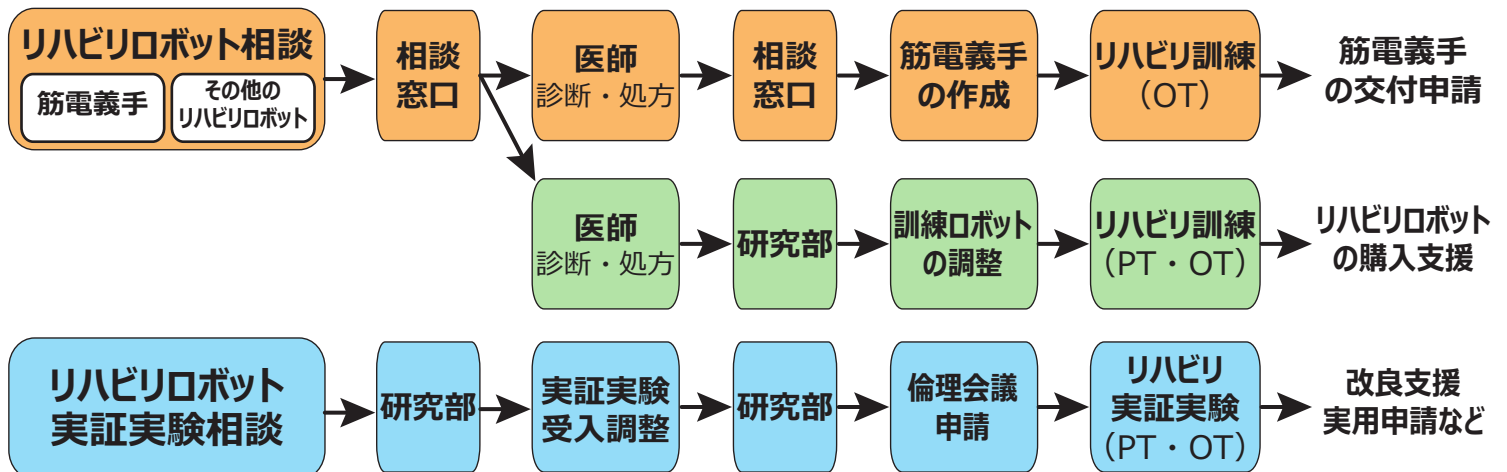 リハビリロボット相談
筋電義手
その他の
リハビリロボット
相談
窓口
医師
診断・処方
相談
窓口
筋電義手
の作成
リハビリ訓練
（OT）
筋電義手
の交付申請
医師
診断・処方
研究部
訓練ロボット
の調整
リハビリ訓練
（PT・OT）
リハビリロボット
の購入支援
リハビリロボット
実証実験相談
研究部
実証実験
受入調整
研究部
倫理会議
申請
リハビリ
実証実験
（PT・OT）
改良支援
実用申請など